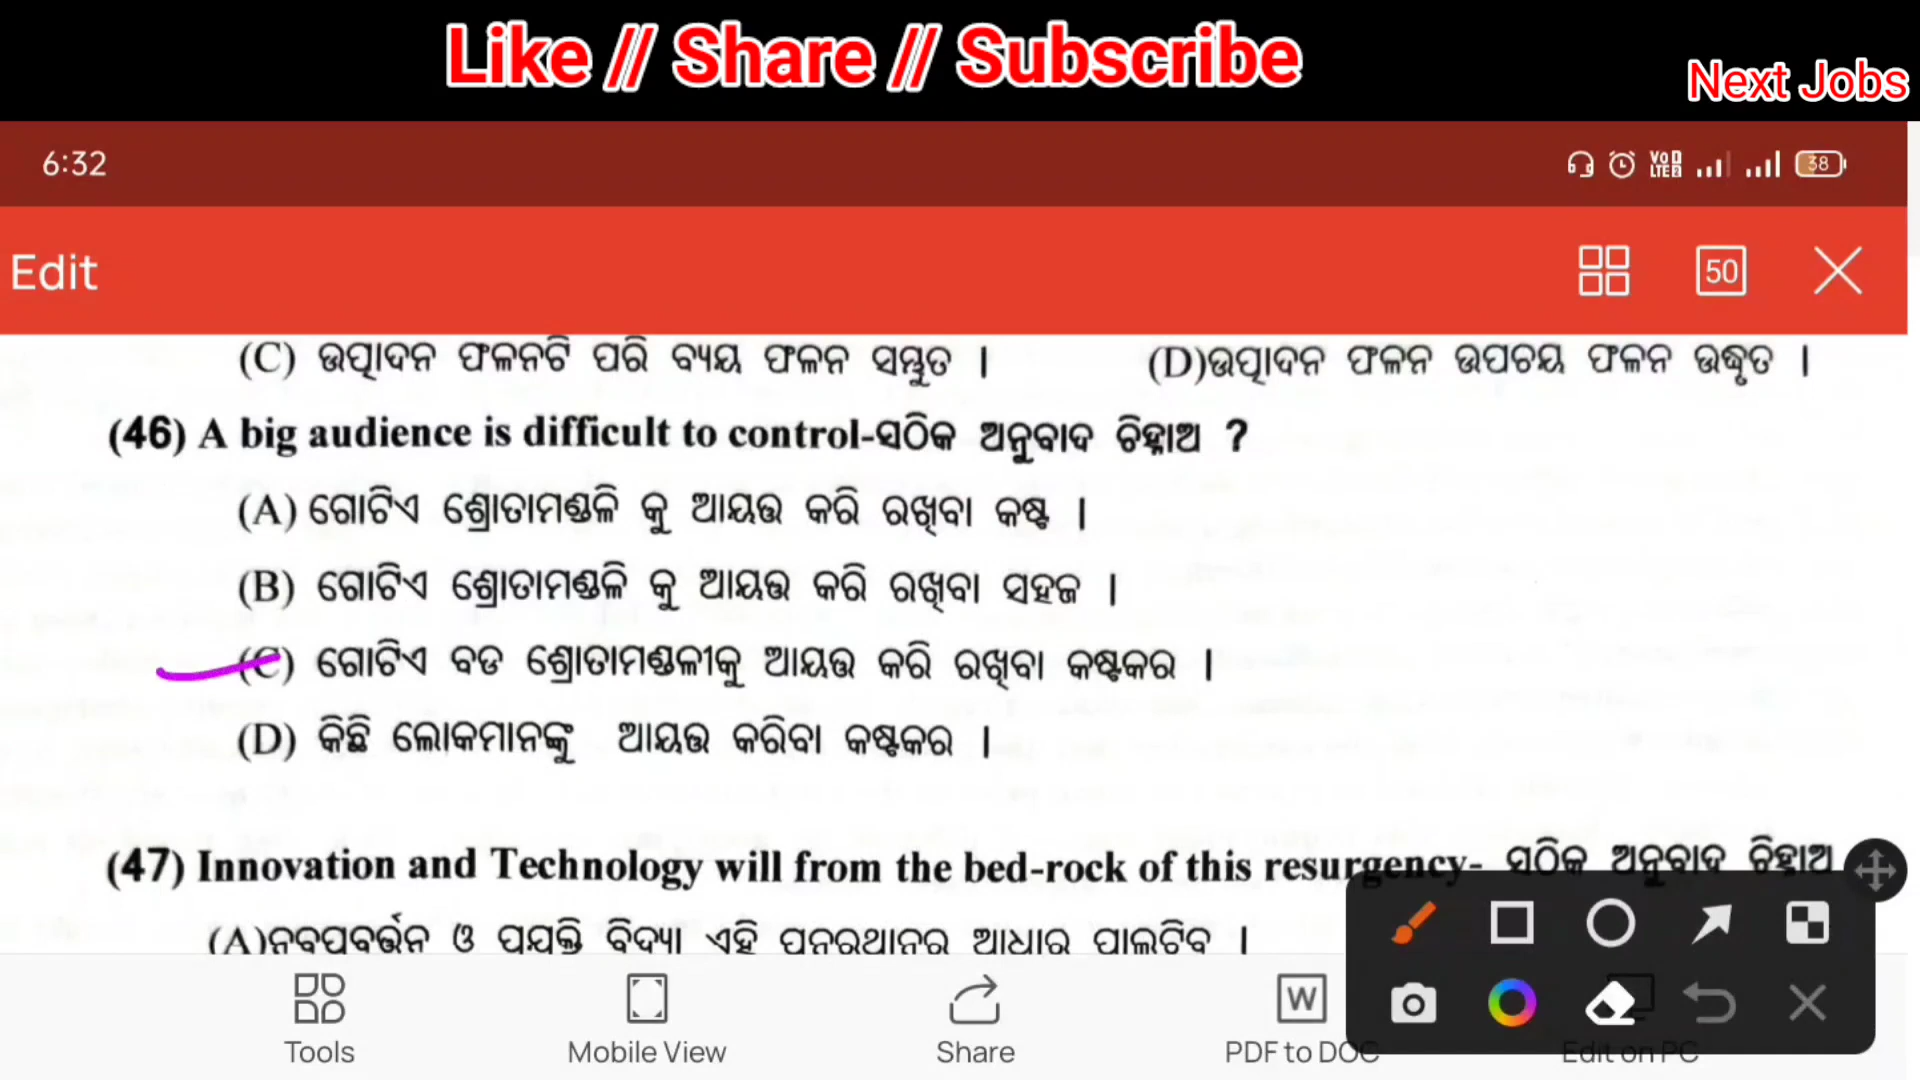 Like // Share // Subscribe
Next Jobs
6:32
VoD LTE2 38
Edit
50
(C) ଉତ୍ପାଦନ ଫଳନଟି ପରି ବ୍ୟୟ ଫଳନ ସମ୍ଭୂତ ।
(D)ଉତ୍ପାଦନ ଫଳନ ଉପଚୟ ଫଳନ ଉଦ୍ଧୃତ ।
(46) A big audience is difficult to control-ସଠିକ ଅନୁବାଦ ଚିହ୍ନାଅ ?
(A) ଗୋଟିଏ ଶ୍ରୋତାମଣ୍ଡଳି କୁ ଆୟତ୍ତ କରି ରଖିବା କଷ୍ଟ ।
(B) ଗୋଟିଏ ଶ୍ରୋତାମଣ୍ଡଳି କୁ ଆୟତ୍ତ କରି ରଖିବା ସହଜ ।
(C) ଗୋଟିଏ ବଡ ଶ୍ରୋତାମଣ୍ଡଳୀକୁ ଆୟତ୍ତ କରି ରଖିବା କଷ୍ଟକର ।
(D) କିଛି ଲୋକମାନଙ୍କୁ ଆୟତ୍ତ କରିବା କଷ୍ଟକର ।
(47) Innovation and Technology will from the bed-rock of this resurgency- ସଠିକ ଅନୁବାଦ ଚିହ୍ନାଅ
(A)ନବପ୍ରବର୍ତ୍ତନ ଓ ପ୍ରଯୁକ୍ତି ବିଦ୍ୟା ଏହି ପୁନରୁଥାନର ଆଧାର ପାଲଟିବ ।
Tools
Mobile View
Share
W
PDF to DOC
Edit on PC